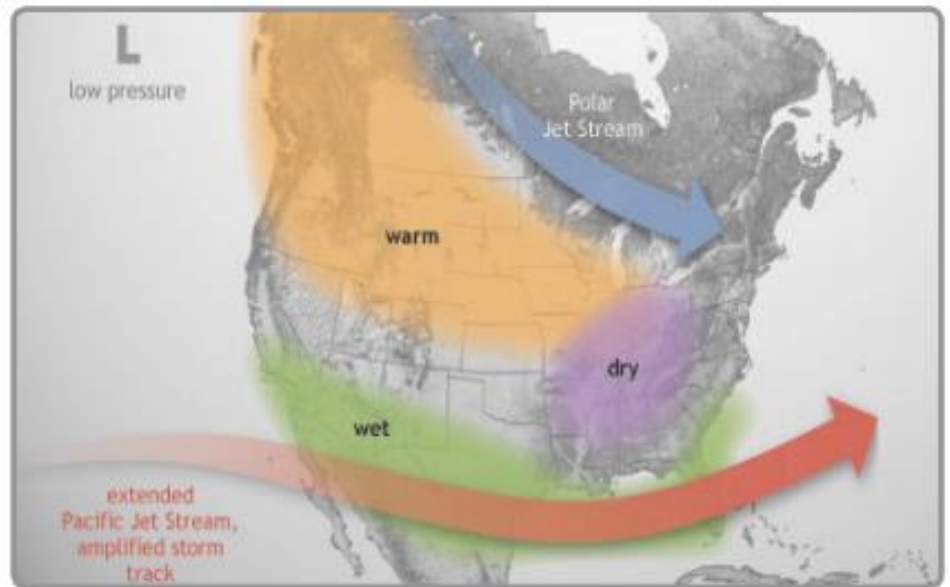 L
low pressure
Polar
Jet Stream
warm
dry
wet
extended
Pacific Jet Stream,
amplified storm
track